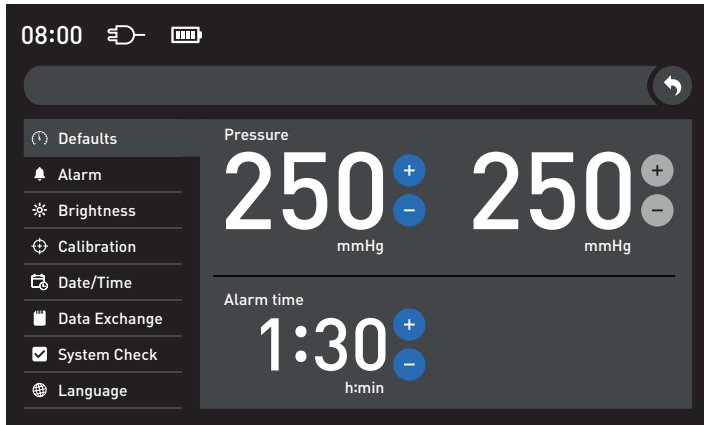 08:00
Defaults
Alarm
Brightness
Calibration
Date/Time
Data Exchange
System Check
Language
Pressure
250 + − 250 + −
mmHg mmHg
Alarm time
1:30 + −
h:min